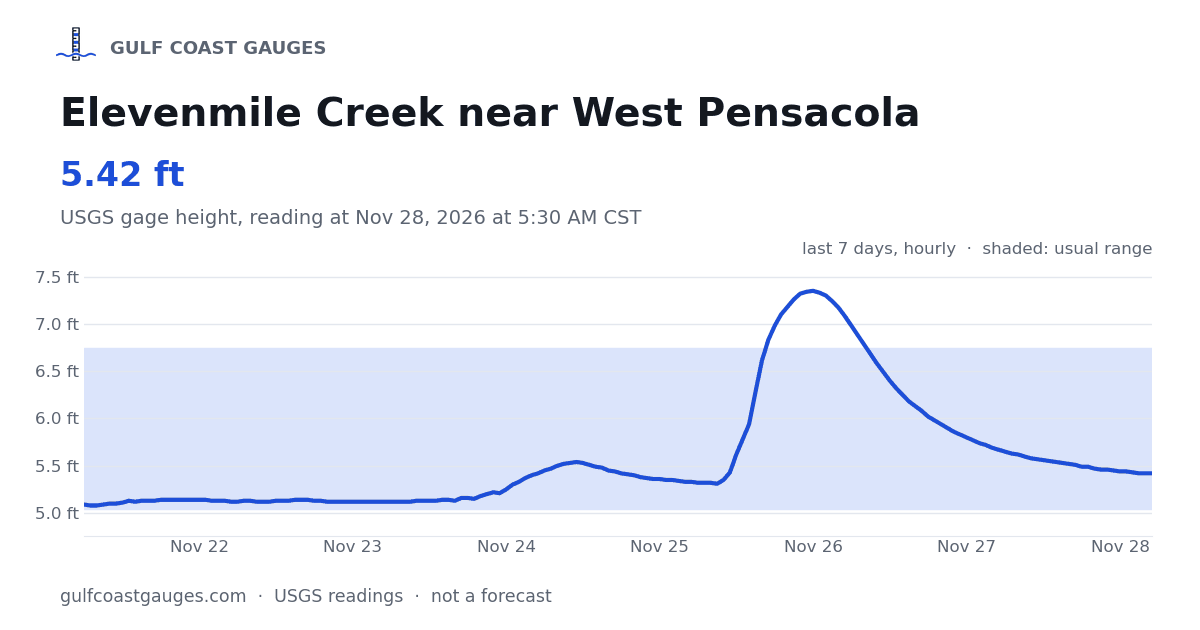 GULF COAST GAUGES
Elevenmile Creek near West Pensacola
5.42 ft
USGS gage height, reading at Nov 28, 2026 at 5:30 AM CST
last 7 days, hourly · shaded: usual range
7.5 ft
7.0 ft
6.5 ft
6.0 ft
5.5 ft
5.0 ft
Nov 22 Nov 23 Nov 24 Nov 25 Nov 26 Nov 27 Nov 28
gulfcoastgauges.com · USGS readings · not a forecast